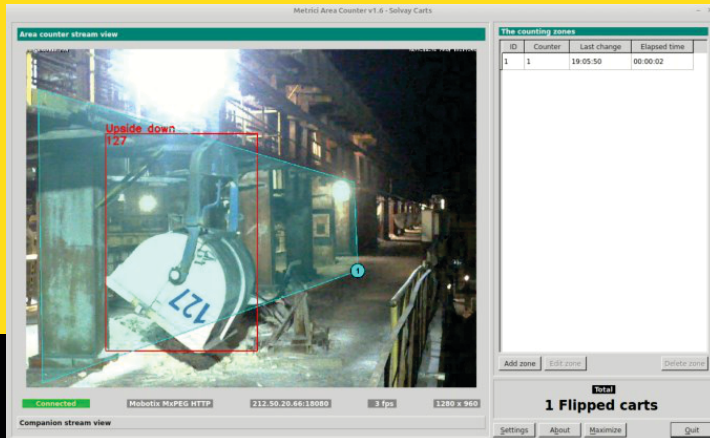 Metrici Area Counter v1.6 - Solvay Carts
Area counter stream view
The counting zones
ID Counter Last change Elapsed time
1 1 19:05:50 00:00:02
Upside down
127
1
127
Add zone Edit zone Delete zone
Total
1 Flipped carts
Connected Mobotix MxPEG HTTP 212.50.20.66:18080 3 fps 1280 x 960
Companion stream view
Settings About Maximize Quit